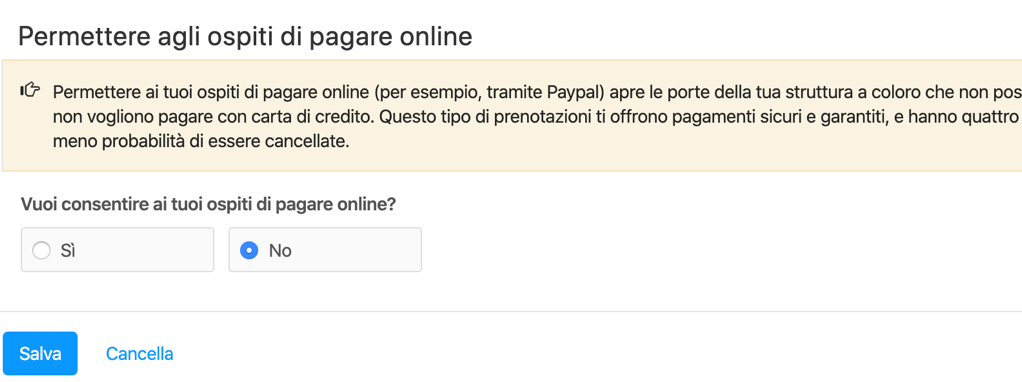 Permettere agli ospiti di pagare online
Permettere ai tuoi ospiti di pagare online (per esempio, tramite Paypal) apre le porte della tua struttura a coloro che non pos
non vogliono pagare con carta di credito. Questo tipo di prenotazioni ti offrono pagamenti sicuri e garantiti, e hanno quattro
meno probabilità di essere cancellate.
Vuoi consentire ai tuoi ospiti di pagare online?
Sì No
Salva Cancella